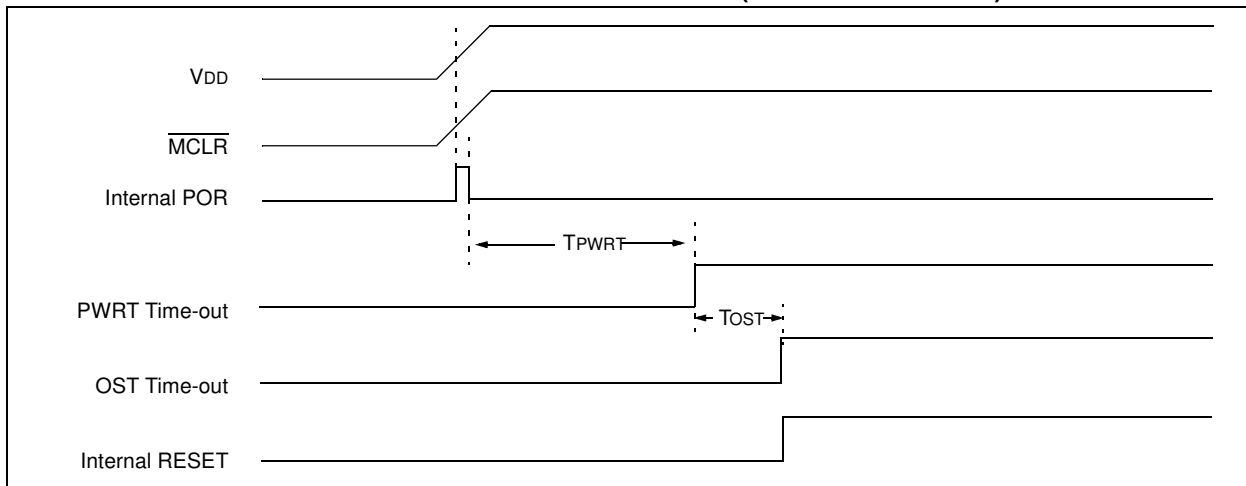 VDD
MCLR
Internal POR
TPWRT
PWRT Time-out
TOST
OST Time-out
Internal RESET